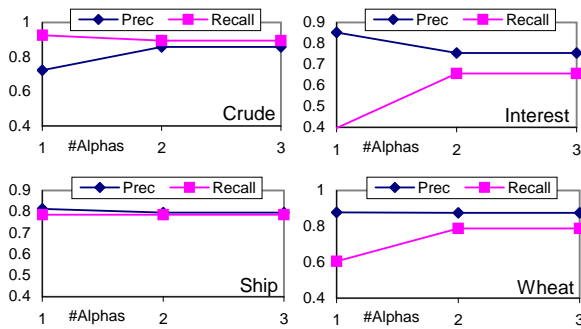 Prec Recall
1
0.8
0.6
0.4
1 #Alphas 2 3
Crude
Prec Recall
0.9
0.8
0.7
0.6
0.5
0.4
1 #Alphas 2 3
Interest
Prec Recall
0.9
0.8
0.7
0.6
0.5
0.4
1 #Alphas 2 3
Ship
Prec Recall
1
0.8
0.6
0.4
1 #Alphas 2 3
Wheat